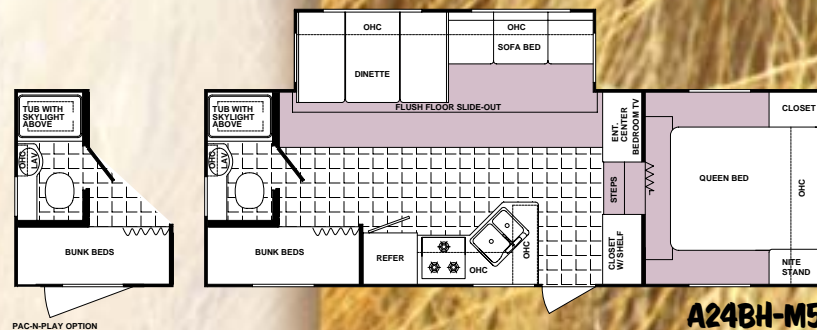 TUB WITH
SKYLIGHT
ABOVE
OHC
LAV
BUNK BEDS
PAC-N-PLAY OPTION
OHC
DINETTE
OHC
SOFA BED
FLUSH FLOOR SLIDE-OUT
TUB WITH
SKYLIGHT
ABOVE
OHC
LAV
BUNK BEDS
REFER
OHC
OHC
ENT.
CENTER
BEDROOM TV
STEPS
CLOSET
W/ SHELF
QUEEN BED
CLOSET
OHC
NITE
STAND
A24BH-M5